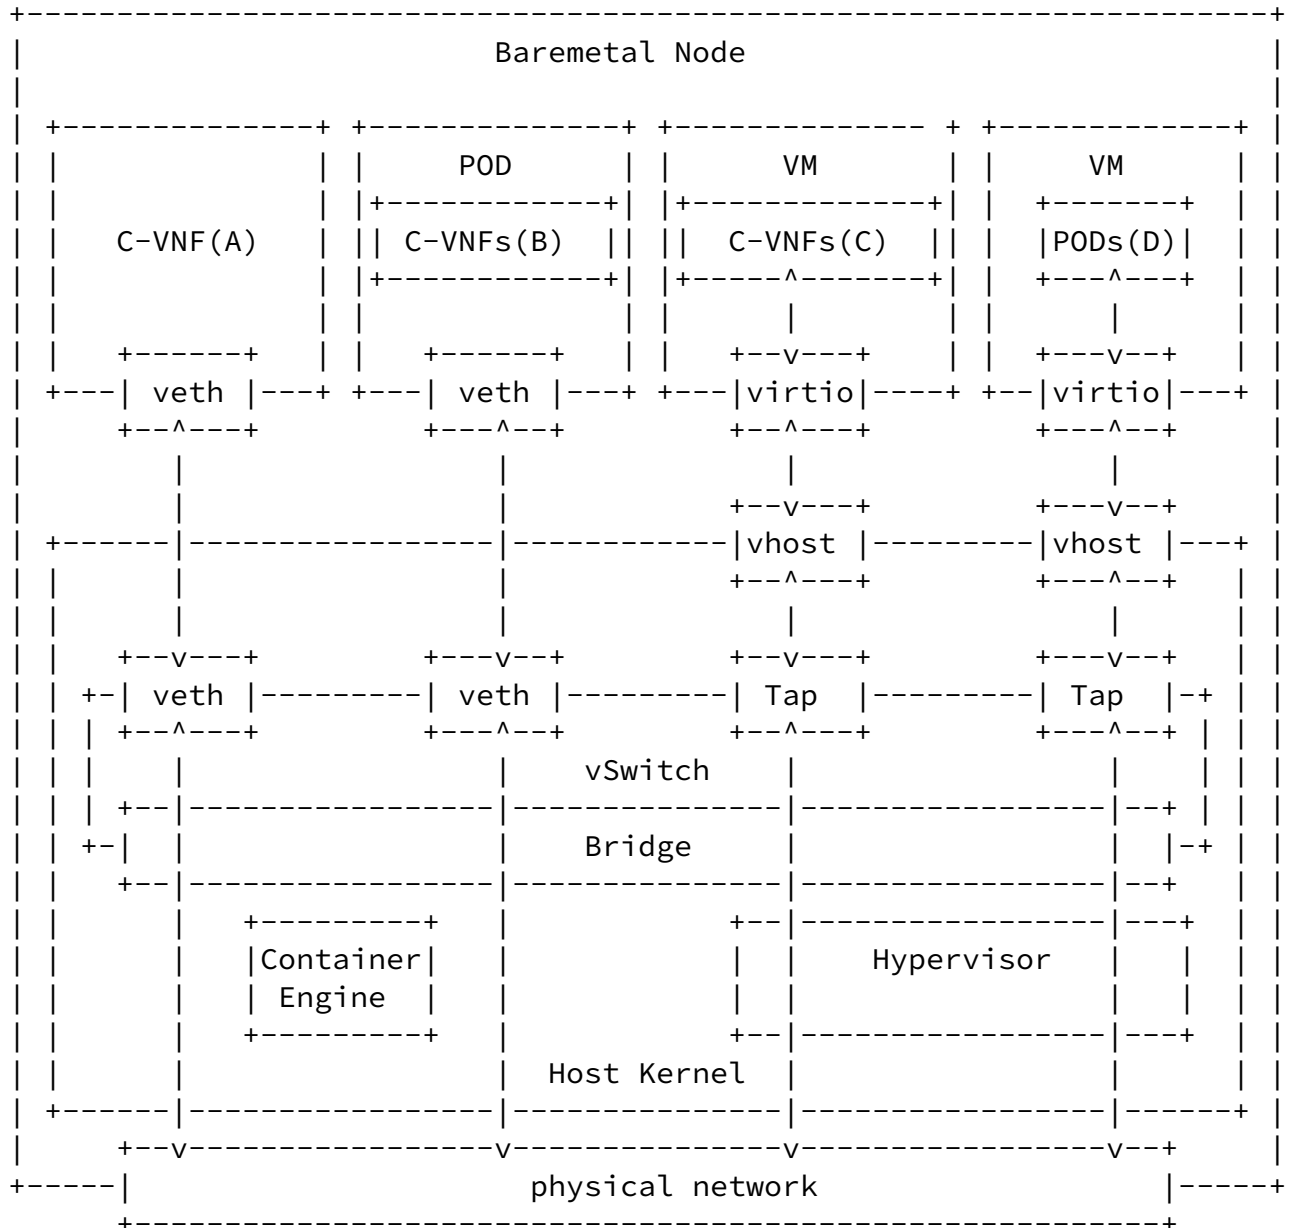 Baremetal Node
POD VM VM
C-VNF(A) C-VNFs(B) C-VNFs(C) PODs(D)
veth veth virtio virtio
vhost vhost
veth veth Tap Tap
vSwitch
Bridge
Container Hypervisor
Engine
Host Kernel
physical network